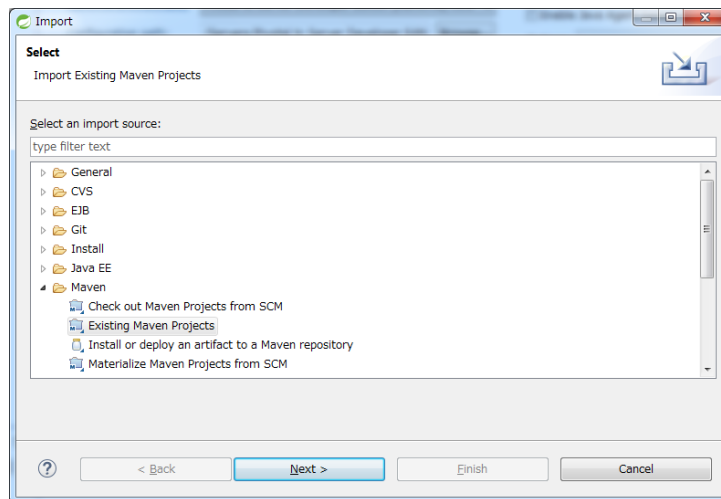 Import
Select
Import Existing Maven Projects
Select an import source:
type filter text
General
CVS
EJB
Git
Install
Java EE
Maven
Check out Maven Projects from SCM
Existing Maven Projects
Install or deploy an artifact to a Maven repository
Materialize Maven Projects from SCM
< Back
Next >
Finish
Cancel